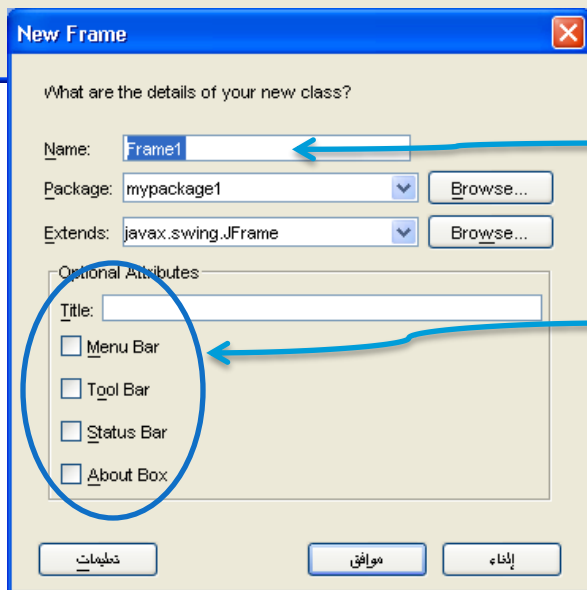 New Frame
What are the details of your new class?
Name: Frame1
Package: mypackage1 Browse...
Extends: javax.swing.JFrame Browse...
Optional Attributes
Title:
Menu Bar
Tool Bar
Status Bar
About Box
تعليمات موافق إلغاء